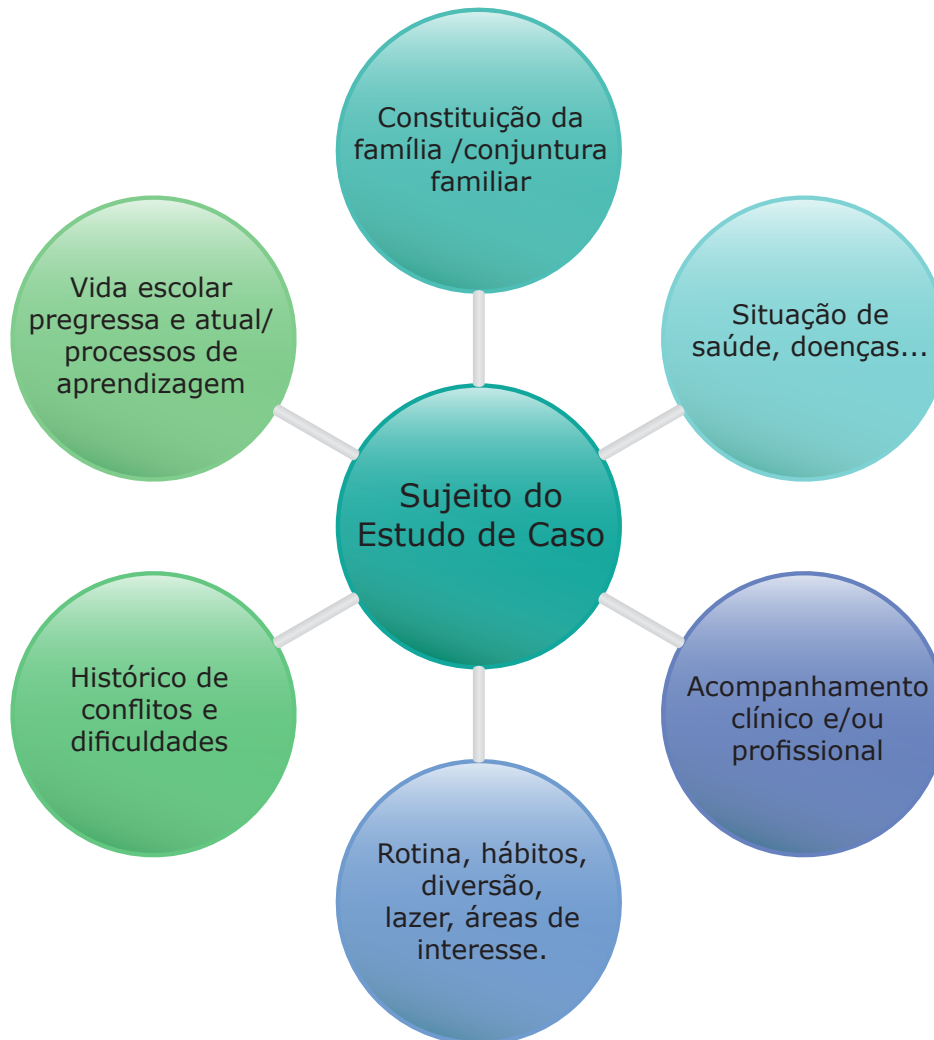 Constituição da
família /conjuntura
familiar
Vida escolar
pregressa e atual/
processos de
aprendizagem
Situação de
saúde, doenças...
Sujeito do
Estudo de Caso
Histórico de
conflitos e
dificuldades
Acompanhamento
clínico e/ou
profissional
Rotina, hábitos,
diversão,
lazer, áreas de
interesse.